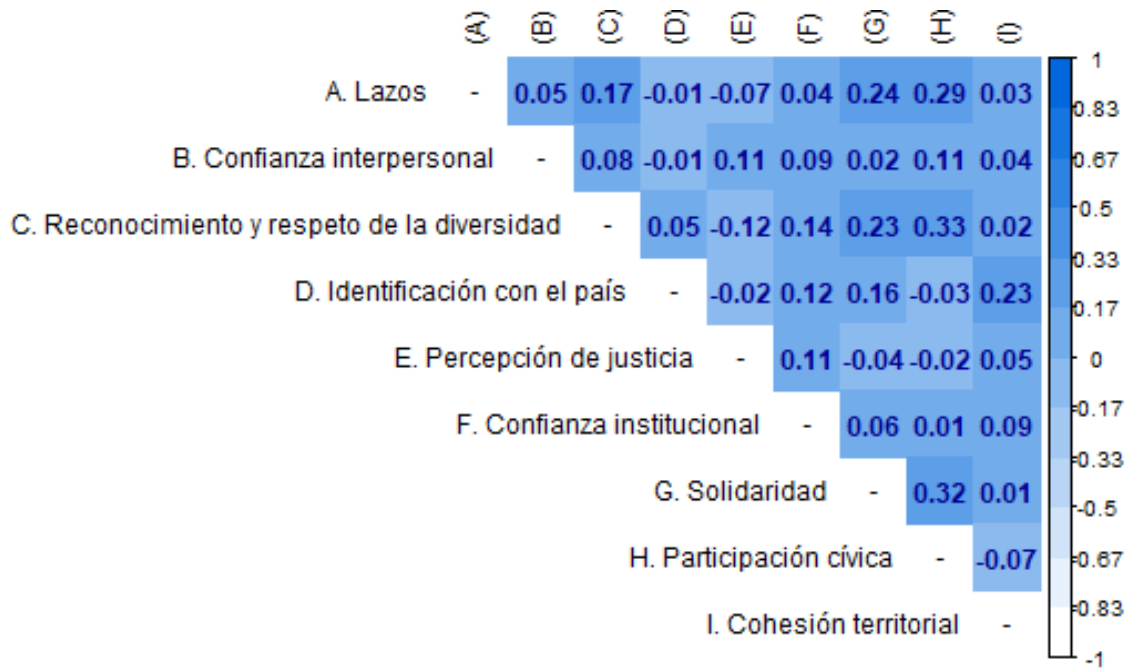 (A) (B) (C) (D) (E) (F) (G) (H) (I)
A. Lazos - 0.05 0.17 -0.01 -0.07 0.04 0.24 0.29 0.03
B. Confianza interpersonal - 0.08 -0.01 0.11 0.09 0.02 0.11 0.04
C. Reconocimiento y respeto de la diversidad - 0.05 -0.12 0.14 0.23 0.33 0.02
D. Identificación con el país - -0.02 0.12 0.16 -0.03 0.23
E. Percepción de justicia - 0.11 -0.04 -0.02 0.05
F. Confianza institucional - 0.06 0.01 0.09
G. Solidaridad - 0.32 0.01
H. Participación cívica - -0.07
I. Cohesión territorial -
1
0.83
0.67
0.5
0.33
0.17
0
-0.17
-0.33
-0.5
-0.67
-0.83
-1